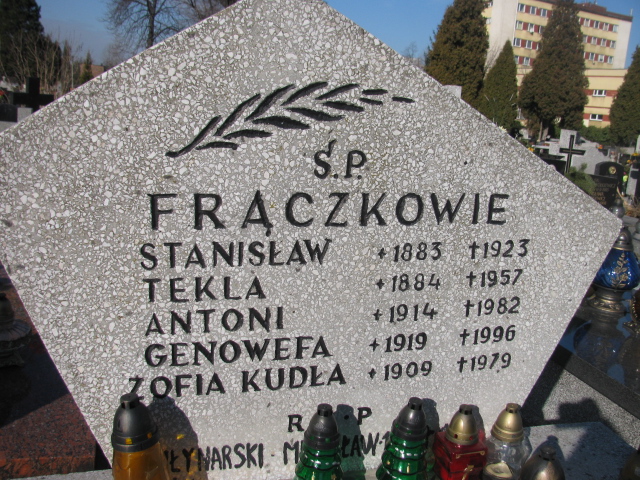 Ś.P.
FRĄCZKOWIE
STANISŁAW +1883 †1923
TEKLA +1884 †1957
ANTONI +1914 †1982
GENOWEFA +1919 †1996
ZOFIA KUDŁA +1909 †1979